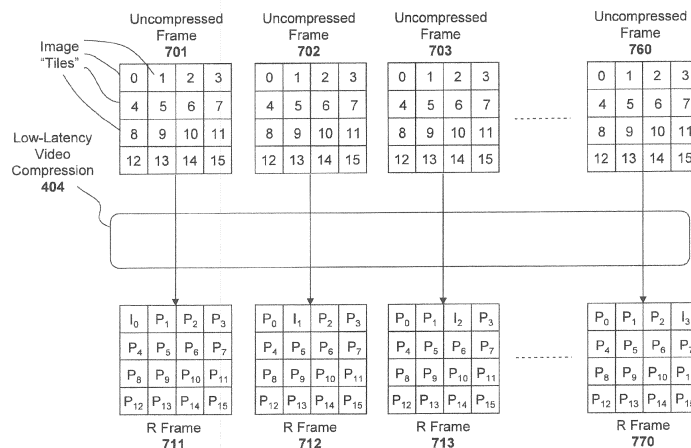 Uncompressed Frame 701
Uncompressed Frame 702
Uncompressed Frame 703
Uncompressed Frame 760
Image "Tiles"
0 1 2 3
4 5 6 7
8 9 10 11
12 13 14 15
0 1 2 3
4 5 6 7
8 9 10 11
12 13 14 15
0 1 2 3
4 5 6 7
8 9 10 11
12 13 14 15
0 1 2 3
4 5 6 7
8 9 10 11
12 13 14 15
Low-Latency Video Compression 404
I₀ P₁ P₂ P₃
P₄ P₅ P₆ P₇
P₈ P₉ P₁₀ P₁₁
P₁₂ P₁₃ P₁₄ P₁₅
R Frame 711
P₀ I₁ P₂ P₃
P₄ P₅ P₆ P₇
P₈ P₉ P₁₀ P₁₁
P₁₂ P₁₃ P₁₄ P₁₅
R Frame 712
P₀ P₁ I₂ P₃
P₄ P₅ P₆ P₇
P₈ P₉ P₁₀ P₁₁
P₁₂ P₁₃ P₁₄ P₁₅
R Frame 713
P₀ P₁ P₂ I₃
P₄ P₅ P₆ P₇
P₈ P₉ P₁₀
P₁₂ P₁₃ P₁₄ P₁₅
R Frame 770